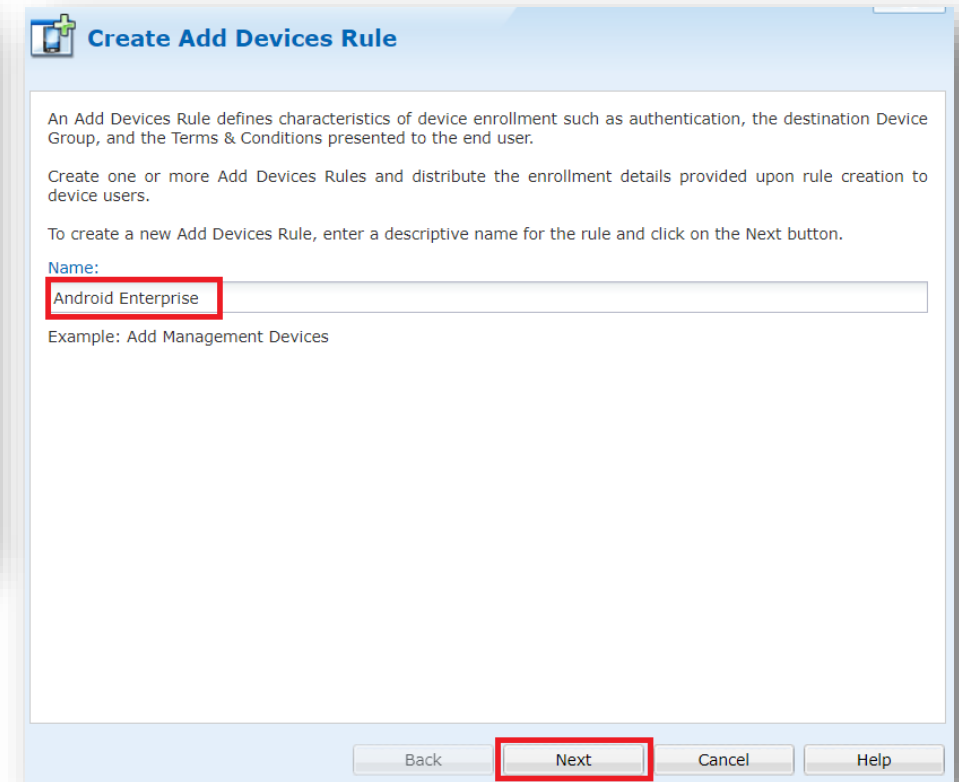 Create Add Devices Rule
An Add Devices Rule defines characteristics of device enrollment such as authentication, the destination Device
Group, and the Terms & Conditions presented to the end user.
Create one or more Add Devices Rules and distribute the enrollment details provided upon rule creation to
device users.
To create a new Add Devices Rule, enter a descriptive name for the rule and click on the Next button.
Name:
Android Enterprise
Example: Add Management Devices
Back Next Cancel Help